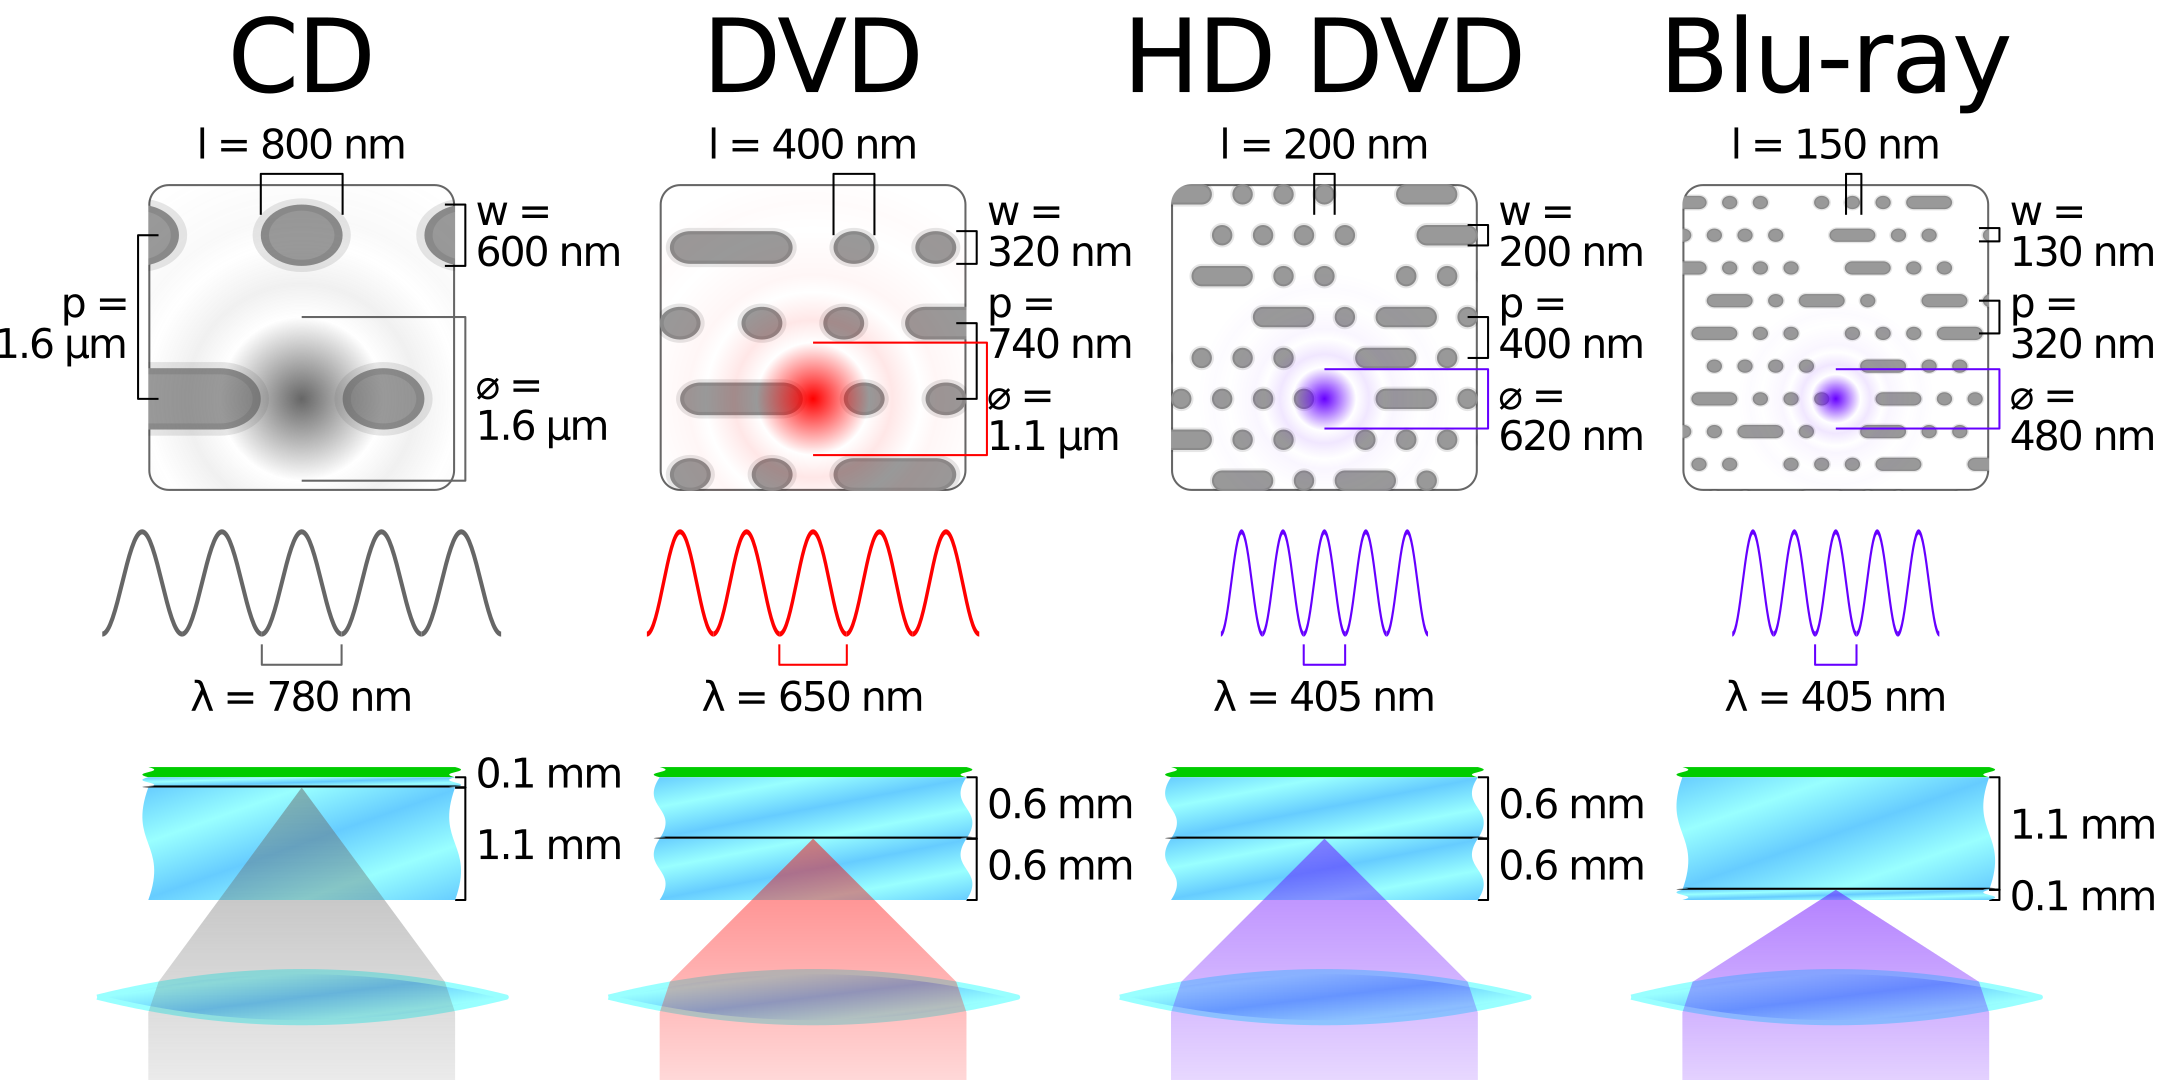 CD
l = 800 nm
w =
600 nm
p =
1.6 µm
⌀ =
1.6 µm
λ = 780 nm
0.1 mm
1.1 mm
DVD
l = 400 nm
w =
320 nm
p =
740 nm
⌀ =
1.1 µm
λ = 650 nm
0.6 mm
0.6 mm
HD DVD
l = 200 nm
w =
200 nm
p =
400 nm
⌀ =
620 nm
λ = 405 nm
0.6 mm
0.6 mm
Blu-ray
l = 150 nm
w =
130 nm
p =
320 nm
⌀ =
480 nm
λ = 405 nm
1.1 mm
0.1 mm